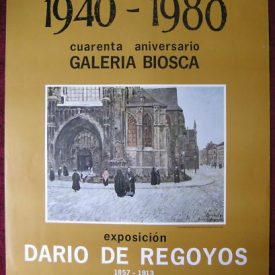 1940 - 1980
cuarenta aniversario
GALERIA BIOSCA
exposición
DARIO DE REGOYOS
1857 - 1913